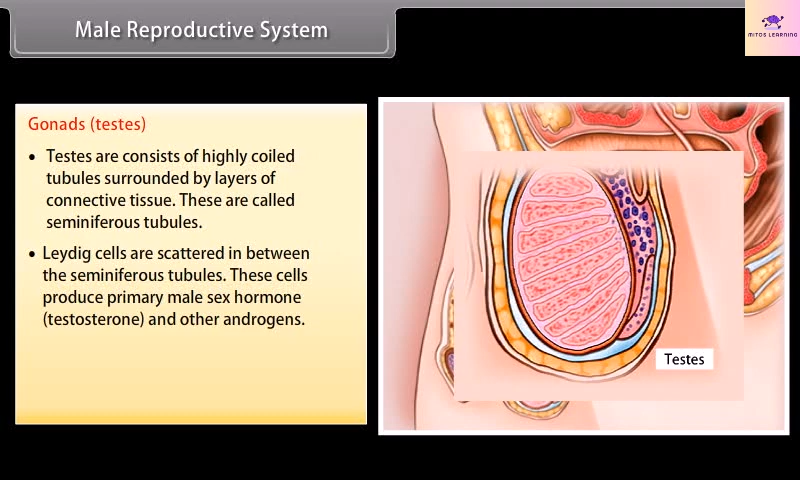 Male Reproductive System
MITOS LEARNING
Gonads (testes)
• Testes are consists of highly coiled
tubules surrounded by layers of
connective tissue. These are called
seminiferous tubules.
• Leydig cells are scattered in between
the seminiferous tubules. These cells
produce primary male sex hormone
(testosterone) and other androgens.
Testes